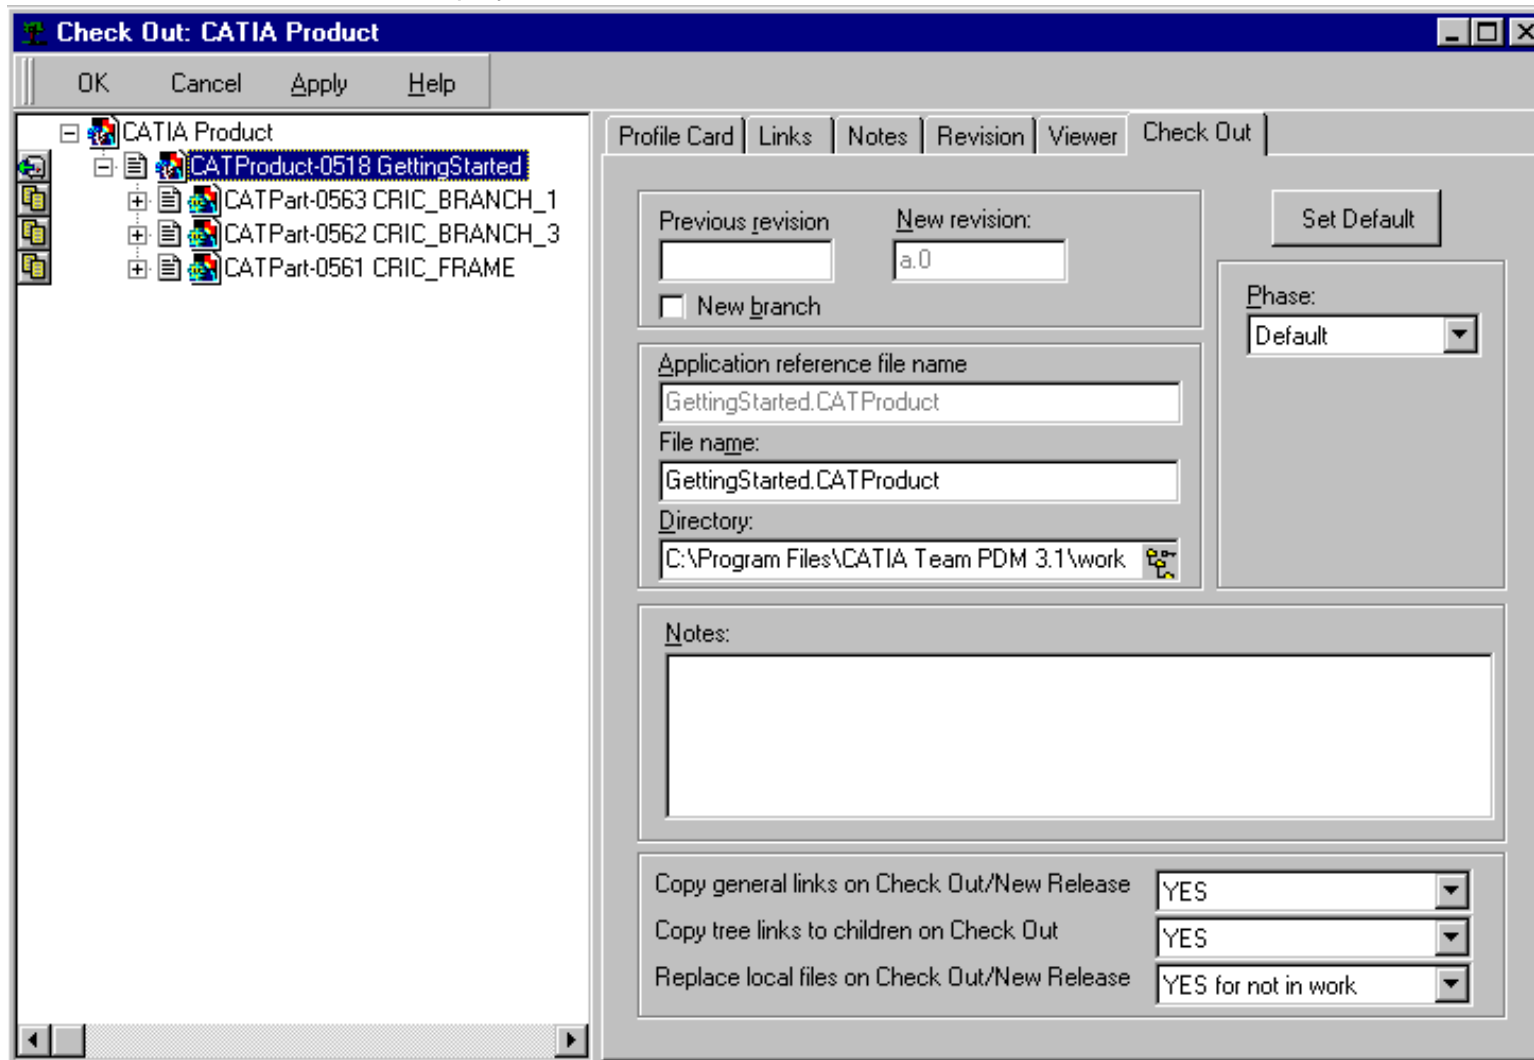 Check Out: CATIA Product
OK Cancel Apply Help
CATIA Product
CATProduct-0518 GettingStarted
CATPart-0563 CRIC_BRANCH_1
CATPart-0562 CRIC_BRANCH_3
CATPart-0561 CRIC_FRAME
Profile Card Links Notes Revision Viewer Check Out
Previous revision New revision:
a.0
New branch
Set Default
Phase:
Default
Application reference file name
GettingStarted.CATProduct
File name:
GettingStarted.CATProduct
Directory:
C:\Program Files\CATIA Team PDM 3.1\work
Notes:
Copy general links on Check Out/New Release YES
Copy tree links to children on Check Out YES
Replace local files on Check Out/New Release YES for not in work